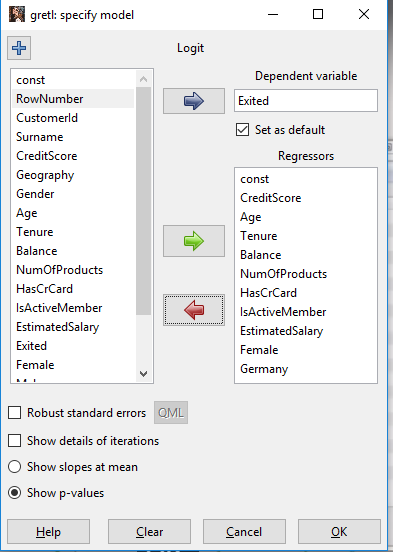 gretl: specify model
Logit
const
RowNumber
CustomerId
Surname
CreditScore
Geography
Gender
Age
Tenure
Balance
NumOfProducts
HasCrCard
IsActiveMember
EstimatedSalary
Exited
Female
Dependent variable
Exited
Set as default
Regressors
const
CreditScore
Age
Tenure
Balance
NumOfProducts
HasCrCard
IsActiveMember
EstimatedSalary
Female
Germany
Robust standard errors QML
Show details of iterations
Show slopes at mean
Show p-values
Help Clear Cancel OK